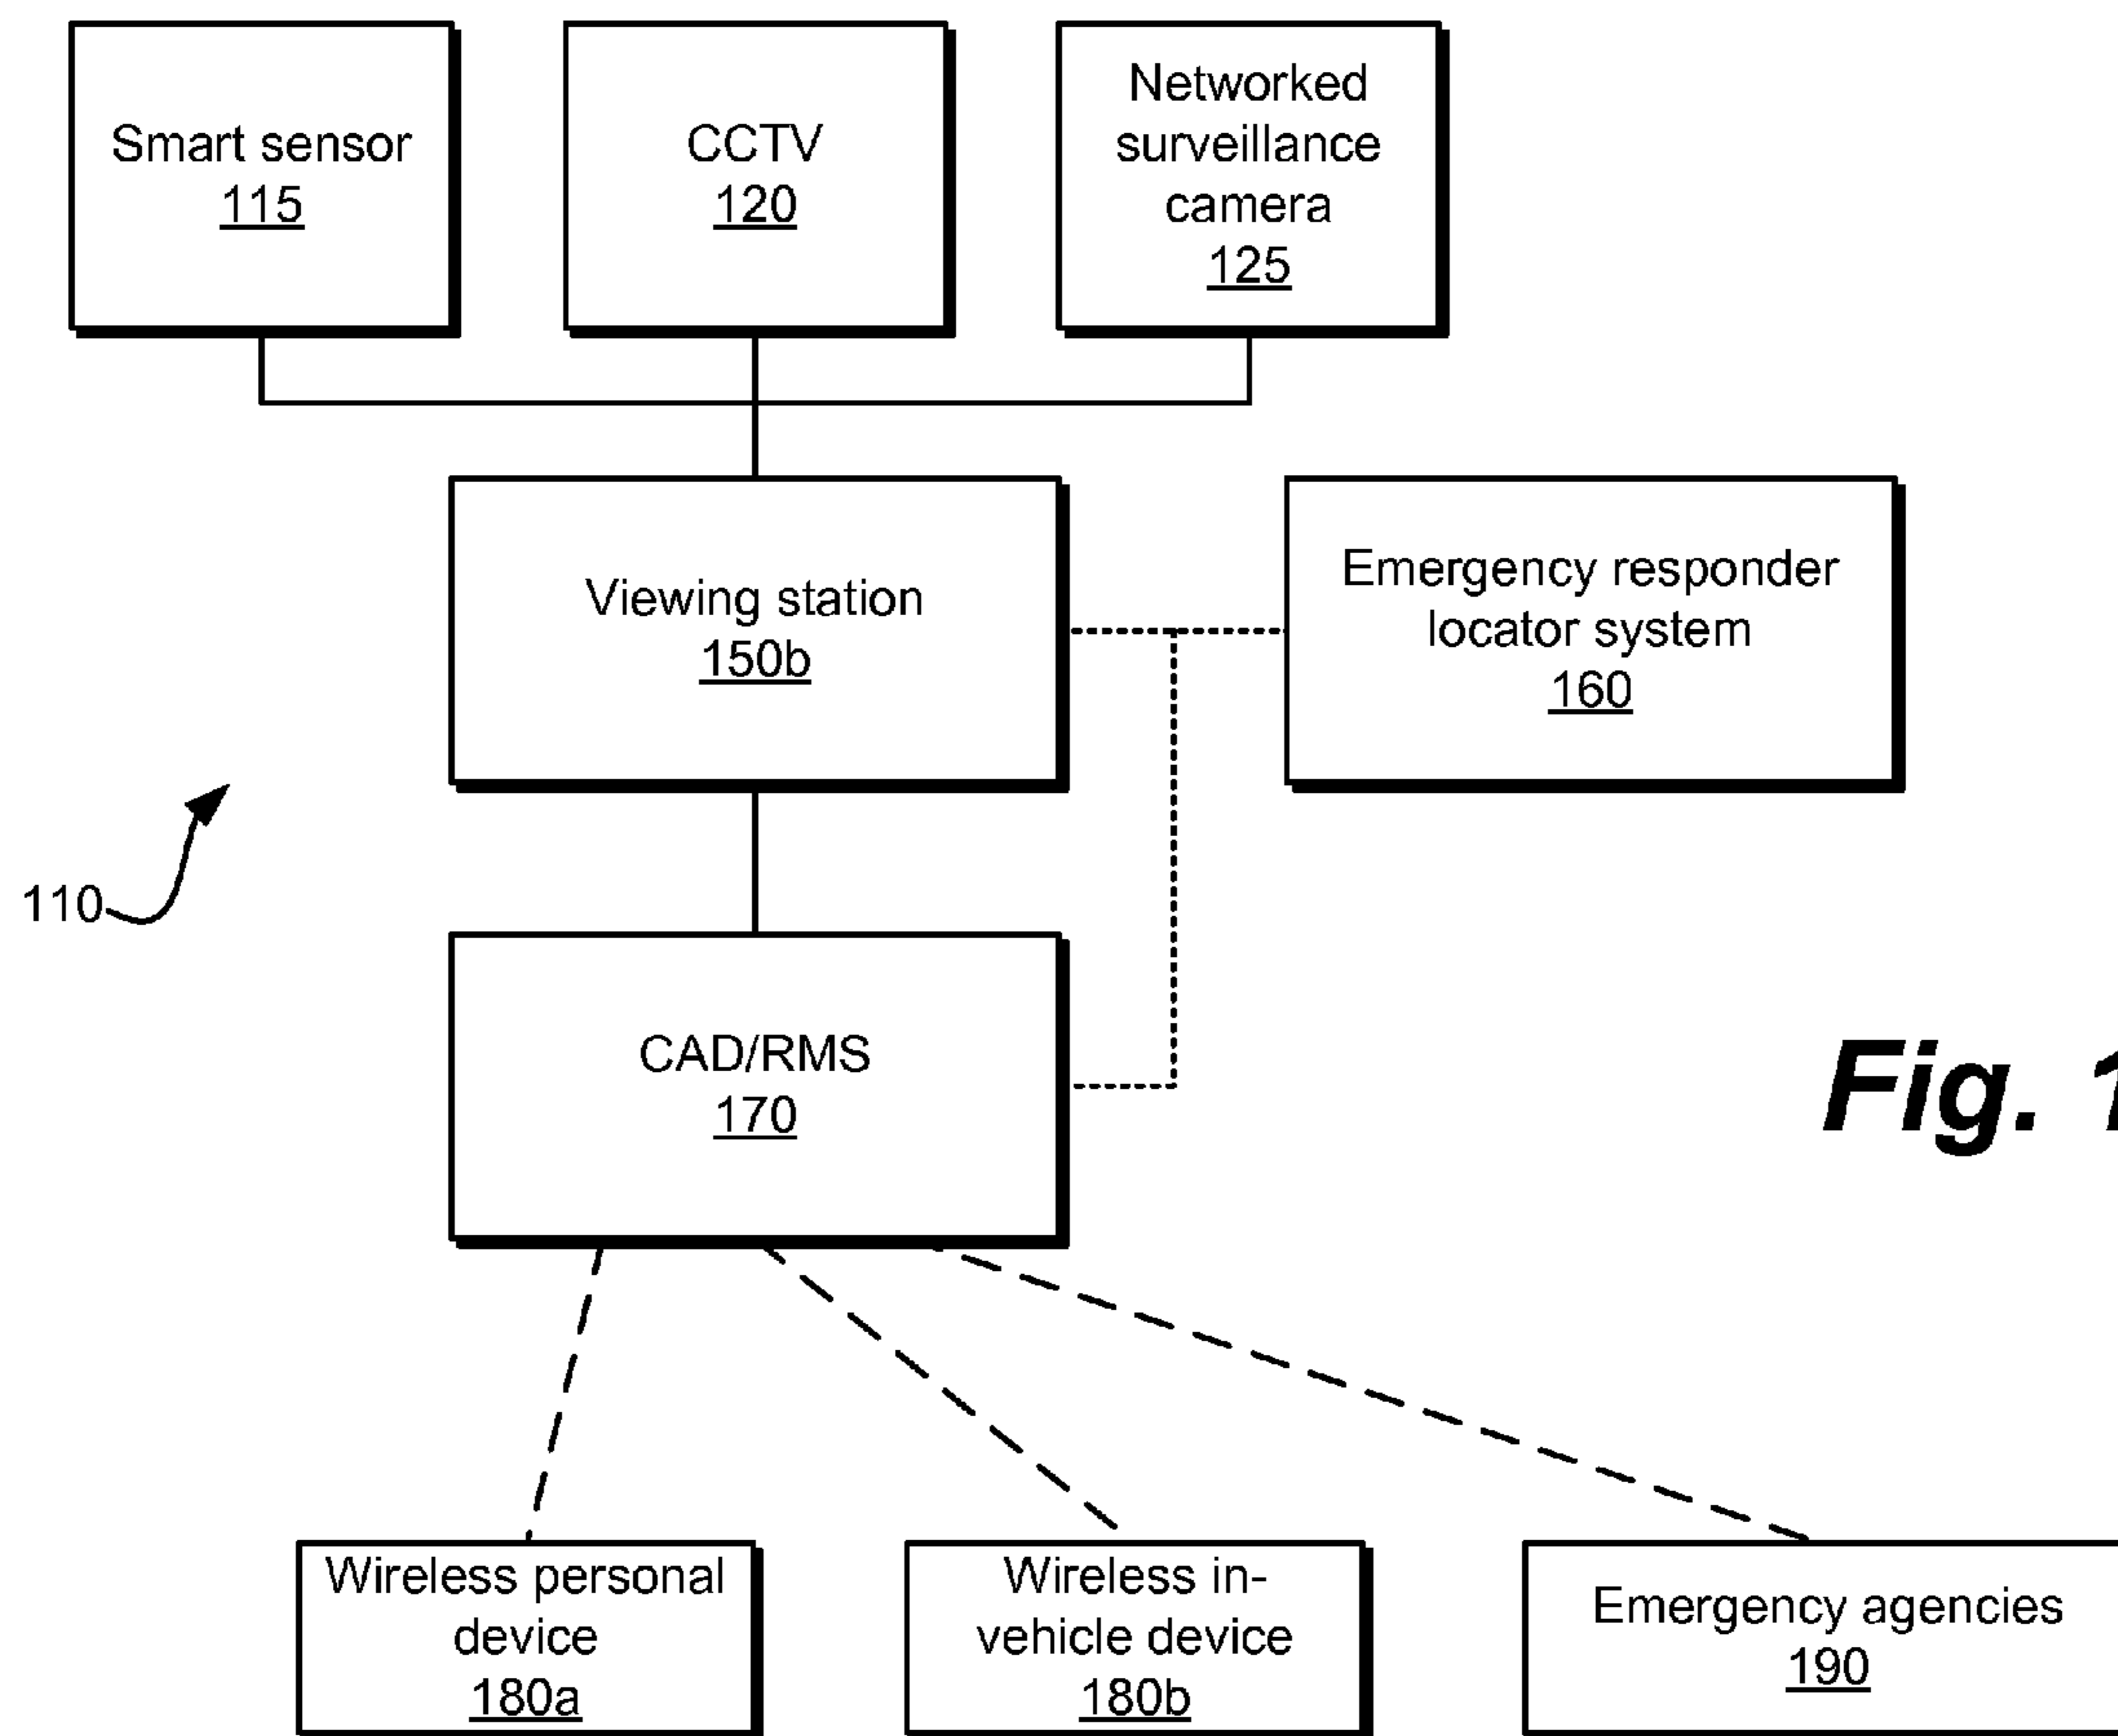 Smart sensor
115
CCTV
120
Networked
surveillance
camera
125
Viewing station
150b
Emergency responder
locator system
160
110
CAD/RMS
170
Fig. 1
Wireless personal
device
180a
Wireless in-
vehicle device
180b
Emergency agencies
190